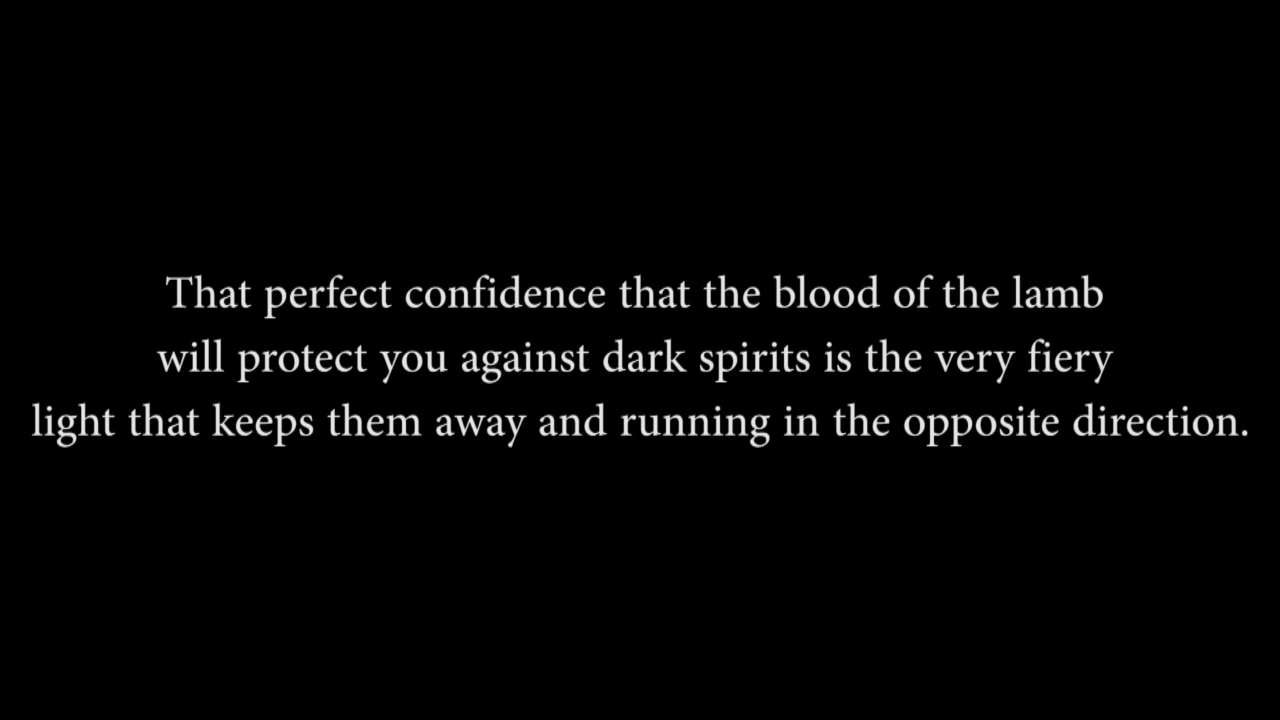 That perfect confidence that the blood of the lamb
will protect you against dark spirits is the very fiery
light that keeps them away and running in the opposite direction.